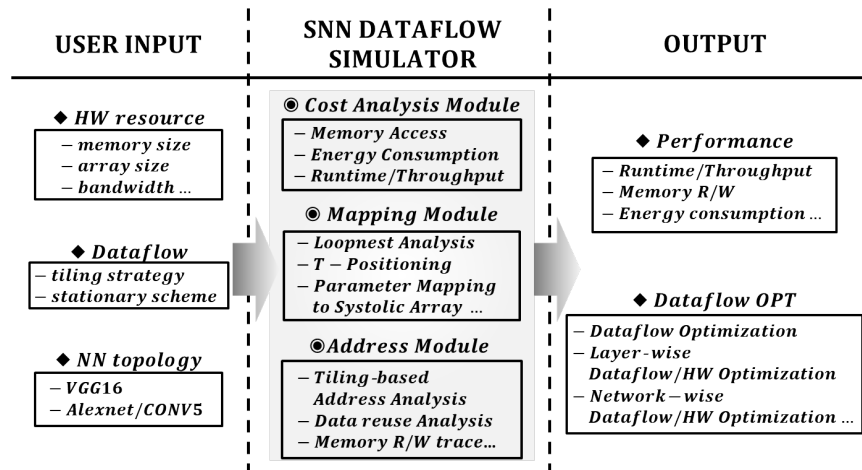 USER INPUT
◆ HW resource
– memory size
– array size
– bandwidth ...
◆ Dataflow
– tiling strategy
– stationary scheme
◆ NN topology
– VGG16
– Alexnet/CONV5
SNN DATAFLOW
SIMULATOR
◉ Cost Analysis Module
– Memory Access
– Energy Consumption
– Runtime/Throughput
◉ Mapping Module
– Loopnest Analysis
– T – Positioning
– Parameter Mapping
to Systolic Array ...
◉Address Module
– Tiling-based
Address Analysis
– Data reuse Analysis
– Memory R/W trace...
OUTPUT
◆ Performance
– Runtime/Throughput
– Memory R/W
– Energy consumption ...
◆ Dataflow OPT
– Dataflow Optimization
– Layer-wise
Dataflow/HW Optimization
– Network–wise
Dataflow/HW Optimization ...